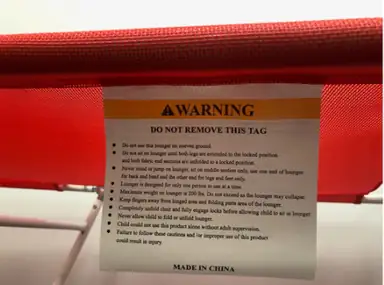 WARNING
DO NOT REMOVE THIS TAG
Do not use this lounger on uneven ground.
Do not sit on lounger until both legs are extended to the locked position
and both fabric end sections are unfolded to a locked position.
Never stand or jump on lounger, sit on middle section only, use one end of lounger
for back and head and the other end for legs and feet only.
Lounger is designed for only one person to use at a time.
Maximum weight on lounger is 200 lbs. Do not exceed as the lounger may collapse.
Keep fingers away from hinged area and folding parts area of the lounger.
Completely unfold chair and fully engage locks before allowing child to sit or lounge
Never allow child to fold or unfold lounger.
Child could not use this product alone without adult supervision.
Failure to follow these cautions and /or improper use of this product
could result in injury.
MADE IN CHINA